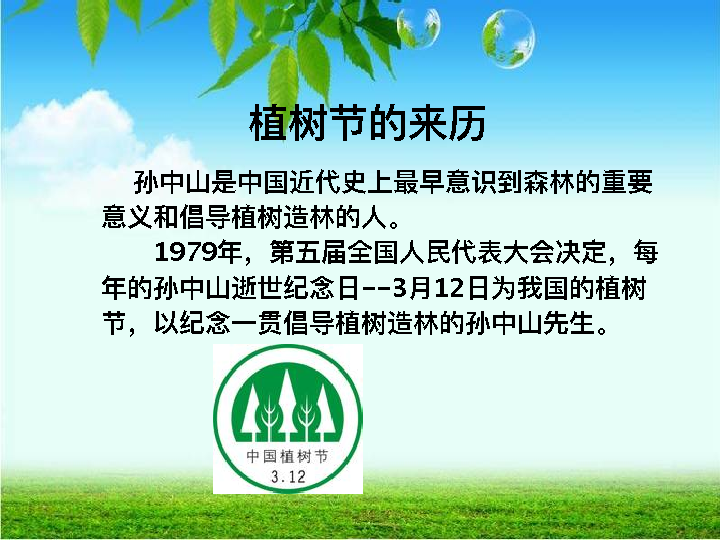 植树节的来历
孙中山是中国近代史上最早意识到森林的重要
意义和倡导植树造林的人。
1979年，第五届全国人民代表大会决定，每
年的孙中山逝世纪念日--3月12日为我国的植树
节，以纪念一贯倡导植树造林的孙中山先生。
中国植树节
3.12